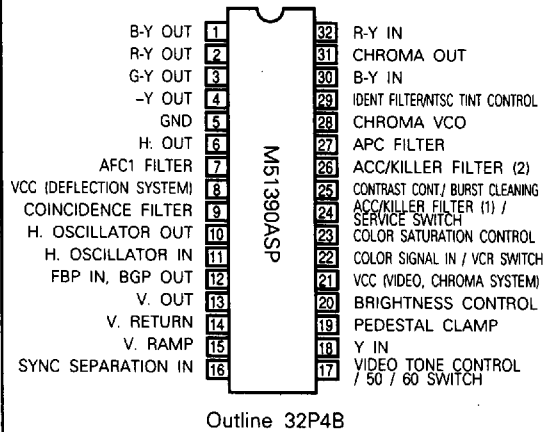 B-Y OUT 1
R-Y OUT 2
G-Y OUT 3
-Y OUT 4
GND 5
H. OUT 6
AFC1 FILTER 7
VCC (DEFLECTION SYSTEM) 8
COINCIDENCE FILTER 9
H. OSCILLATOR OUT 10
H. OSCILLATOR IN 11
FBP IN, BGP OUT 12
V. OUT 13
V. RETURN 14
V. RAMP 15
SYNC SEPARATION IN 16
M51390ASP
32 R-Y IN
31 CHROMA OUT
30 B-Y IN
29 IDENT FILTER/NTSC TINT CONTROL
28 CHROMA VCO
27 APC FILTER
26 ACC/KILLER FILTER (2)
25 CONTRAST CONT./ BURST CLEANING
24 ACC/KILLER FILTER (1) /
SERVICE SWITCH
23 COLOR SATURATION CONTROL
22 COLOR SIGNAL IN / VCR SWITCH
21 VCC (VIDEO, CHROMA SYSTEM)
20 BRIGHTNESS CONTROL
19 PEDESTAL CLAMP
18 Y IN
17 VIDEO TONE CONTROL
/ 50 / 60 SWITCH
Outline 32P4B